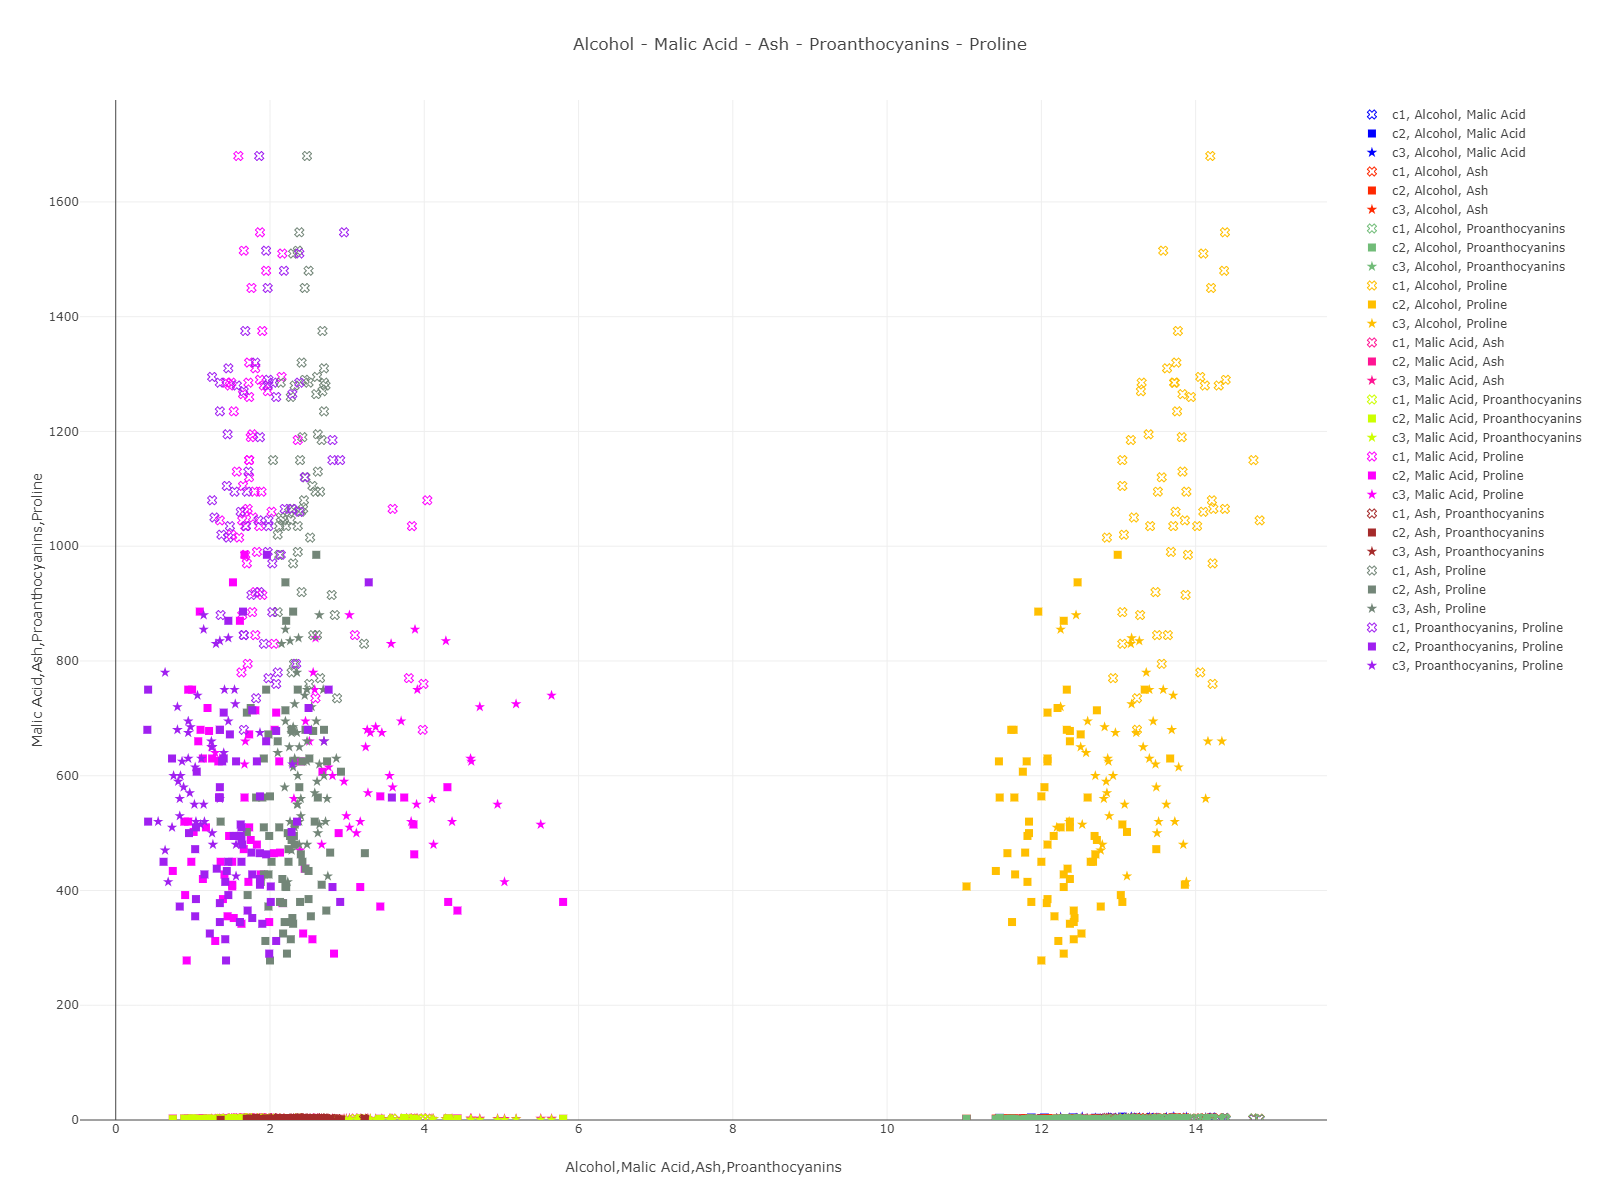 Alcohol - Malic Acid - Ash - Proanthocyanins - Proline
Malic Acid,Ash,Proanthocyanins,Proline
1600
1400
1200
1000
800
600
400
200
0
0 2 4 6 8 10 12 14
Alcohol,Malic Acid,Ash,Proanthocyanins
c1, Alcohol, Malic Acid
c2, Alcohol, Malic Acid
c3, Alcohol, Malic Acid
c1, Alcohol, Ash
c2, Alcohol, Ash
c3, Alcohol, Ash
c1, Alcohol, Proanthocyanins
c2, Alcohol, Proanthocyanins
c3, Alcohol, Proanthocyanins
c1, Alcohol, Proline
c2, Alcohol, Proline
c3, Alcohol, Proline
c1, Malic Acid, Ash
c2, Malic Acid, Ash
c3, Malic Acid, Ash
c1, Malic Acid, Proanthocyanins
c2, Malic Acid, Proanthocyanins
c3, Malic Acid, Proanthocyanins
c1, Malic Acid, Proline
c2, Malic Acid, Proline
c3, Malic Acid, Proline
c1, Ash, Proanthocyanins
c2, Ash, Proanthocyanins
c3, Ash, Proanthocyanins
c1, Ash, Proline
c2, Ash, Proline
c3, Ash, Proline
c1, Proanthocyanins, Proline
c2, Proanthocyanins, Proline
c3, Proanthocyanins, Proline